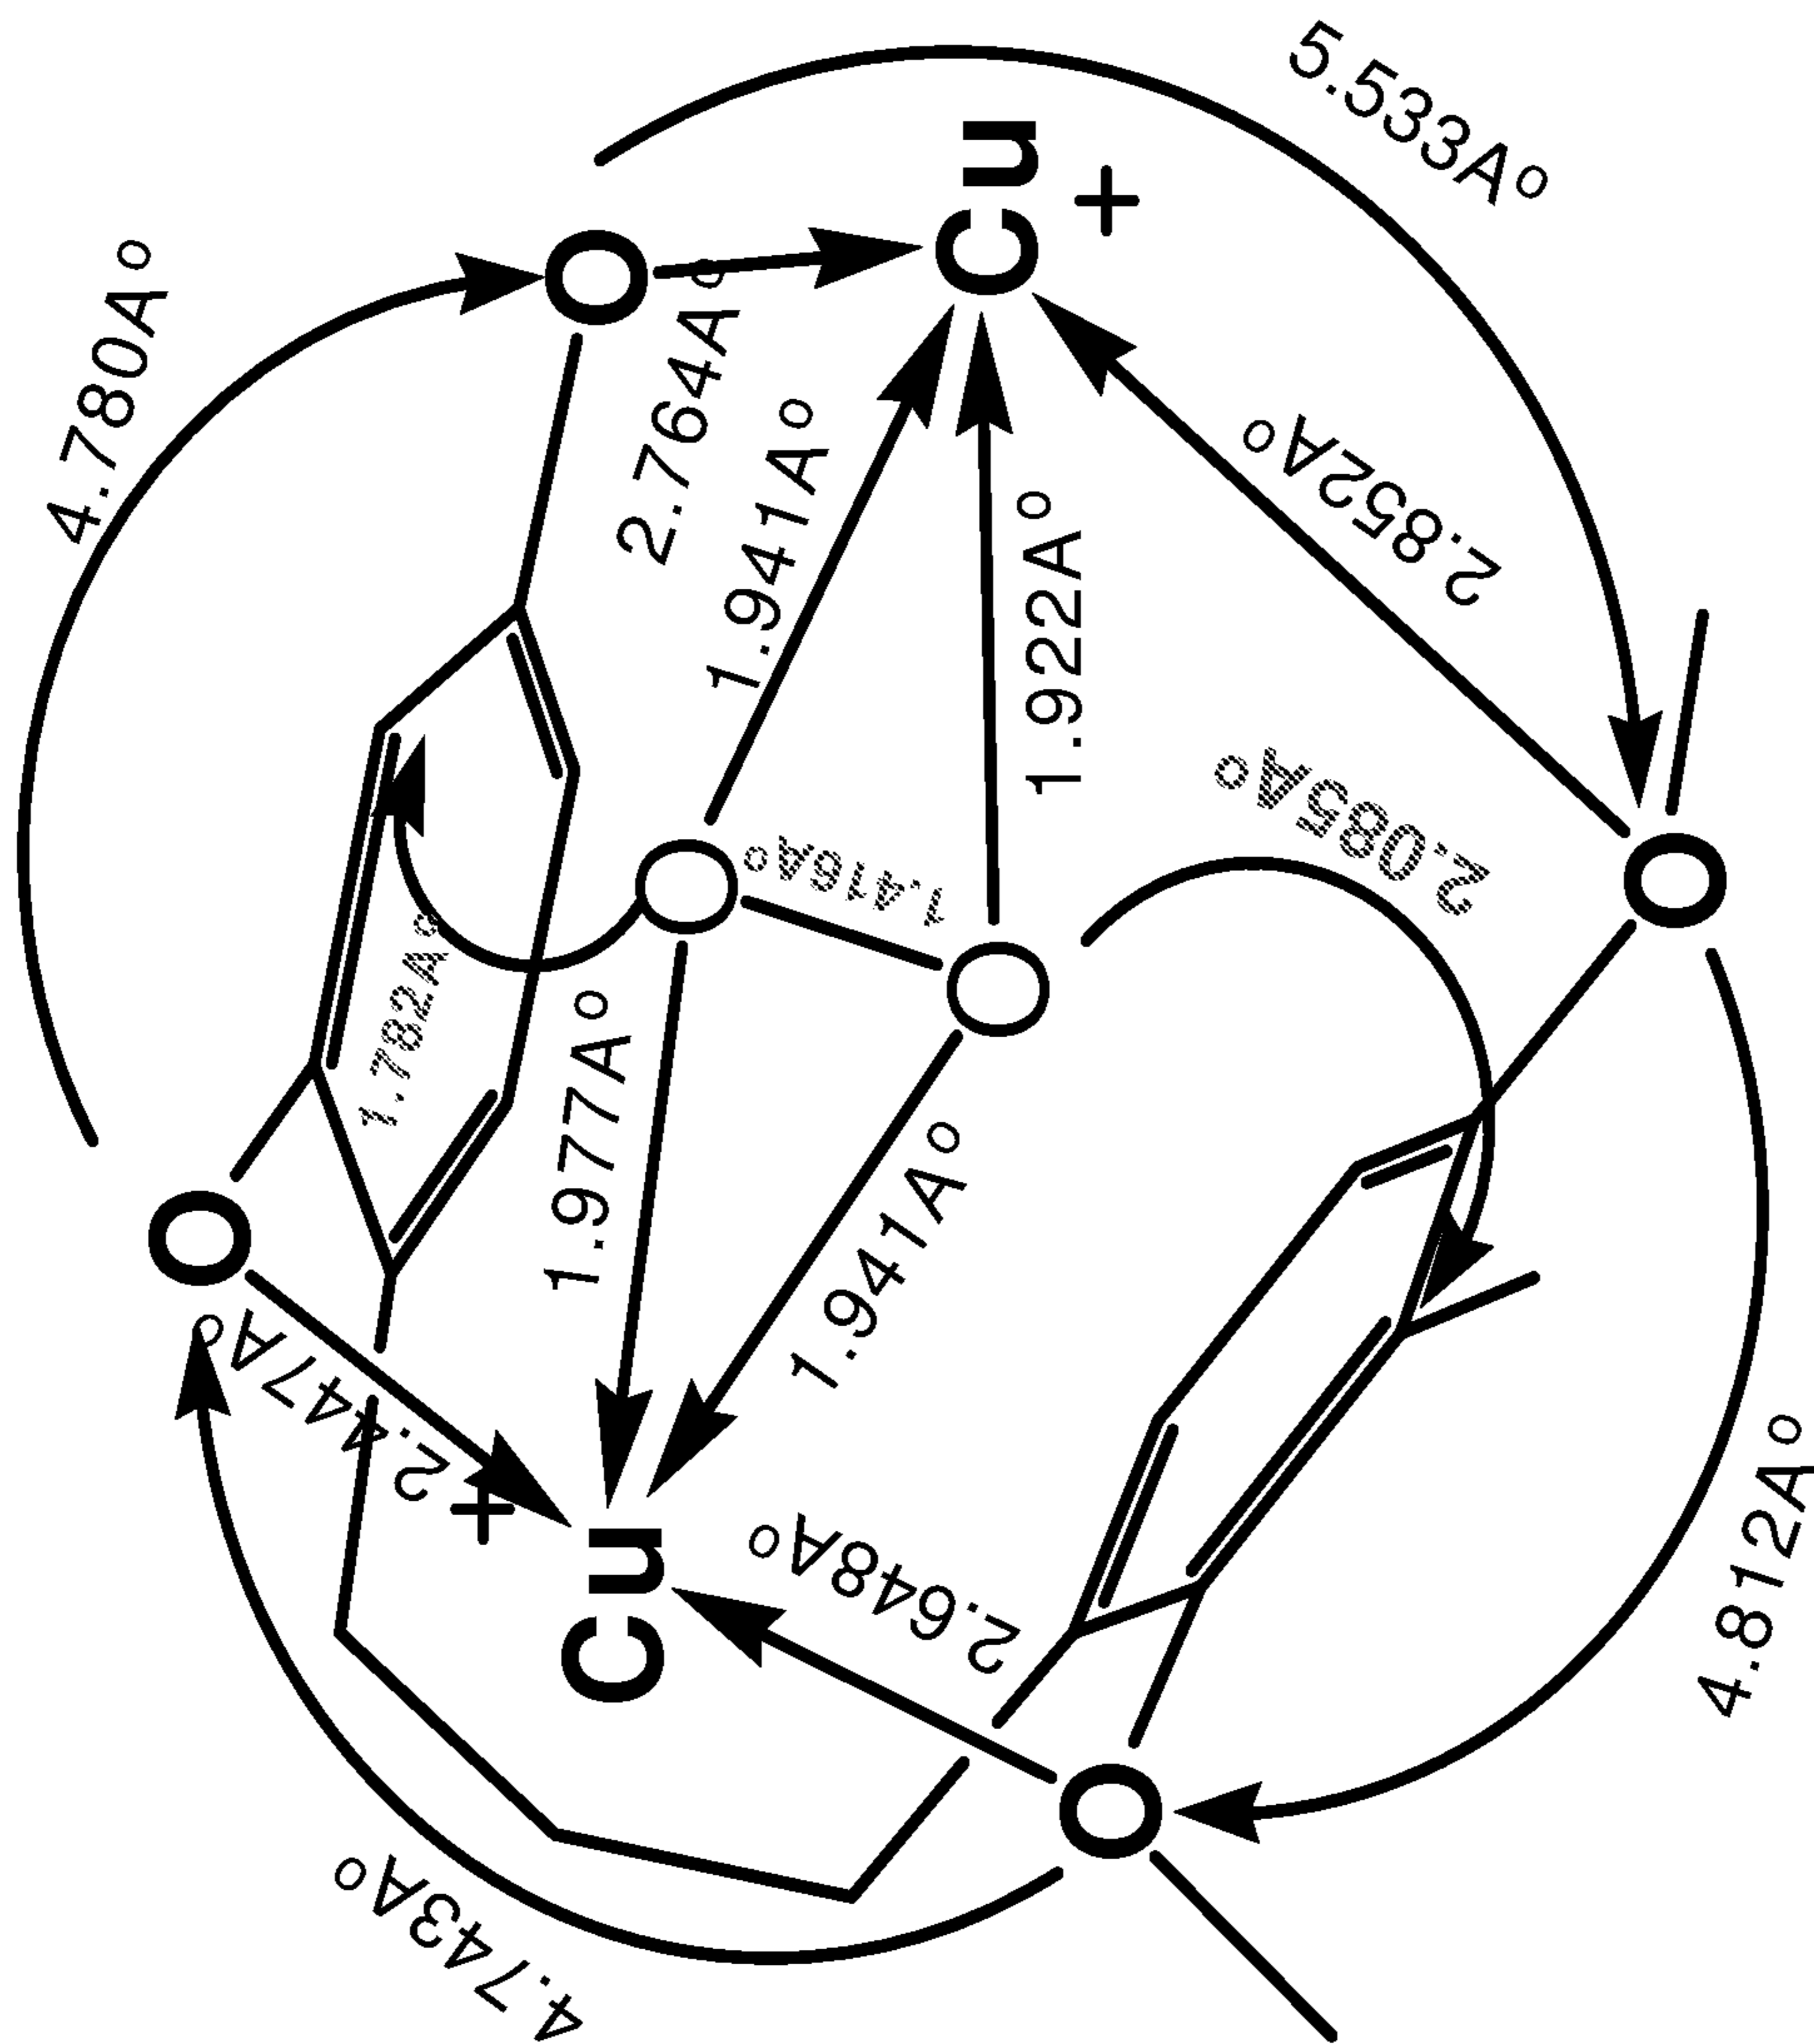 5.533A°
4.780A°
O
Cu
+
2.764A°
1.941A°
2.852A°
1.922A°
2.085A°
O
1.416A°
O
O
1.782A°
1.977A°
O
1.941A°
2.447A°
+
Cu
2.648A°
4.812A°
O
4.743A°